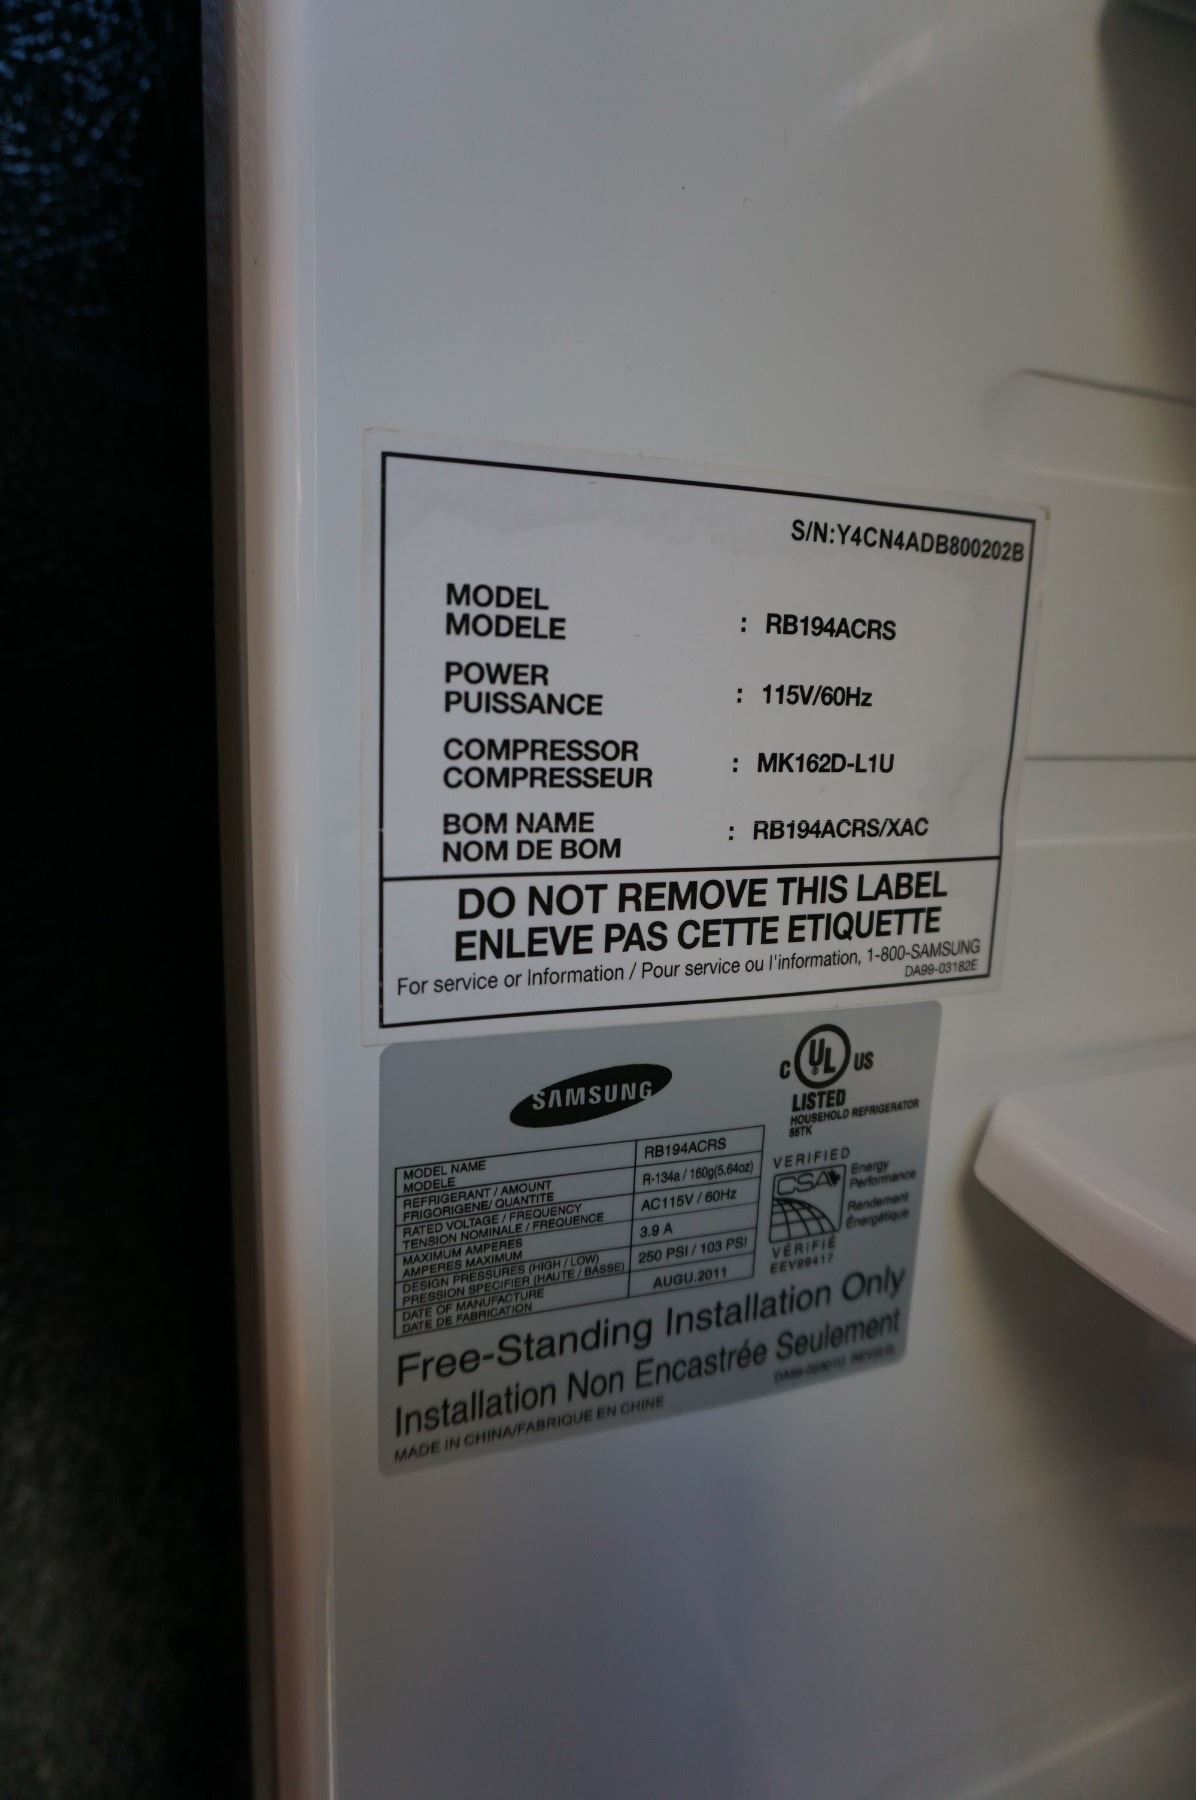 S/N:Y4CN4ADB800202B
MODEL
MODELE : RB194ACRS
POWER
PUISSANCE : 115V/60Hz
COMPRESSOR
COMPRESSEUR : MK162D-L1U
BOM NAME
NOM DE BOM : RB194ACRS/XAC
DO NOT REMOVE THIS LABEL
ENLEVE PAS CETTE ETIQUETTE
For service or Information / Pour service ou l'information, 1-800-SAMSUNG
DA99-03182E
SAMSUNG
C UL US
LISTED
HOUSEHOLD REFRIGERATOR
55TK
MODEL NAME
MODELE RB194ACRS
REFRIGERANT / AMOUNT
FRIGORIGENE/ QUANTITE R-134a / 160g(5.64oz)
RATED VOLTAGE / FREQUENCY
TENSION NOMINALE / FREQUENCE AC115V / 60Hz
MAXIMUM AMPERES
AMPERES MAXIMUM 3.9 A
DESIGN PRESSURES (HIGH / LOW)
PRESSION SPECIFIER (HAUTE / BASSE) 250 PSI / 103 PSI
DATE OF MANUFACTURE
DATE DE FABRICATION AUGU.2011
VERIFIED
CSA
Energy
Performance
Rendement
Énergétique
VÉRIFIÉ
EEV99417
Free-Standing Installation Only
Installation Non Encastrée Seulement
MADE IN CHINA/FABRIQUE EN CHINE